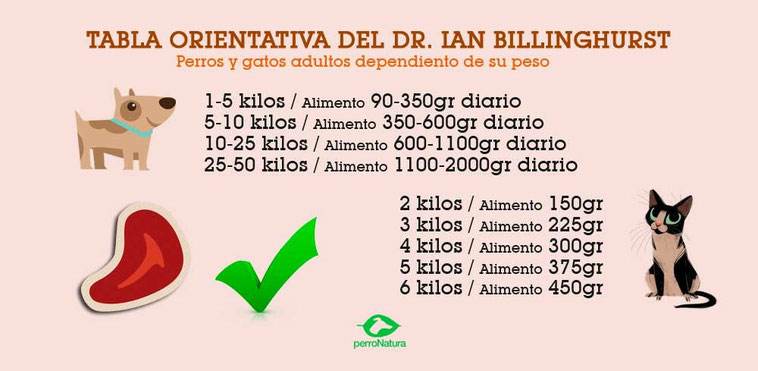 TABLA ORIENTATIVA DEL DR. IAN BILLINGHURST
Perros y gatos adultos dependiento de su peso
1-5 kilos / Alimento 90-350gr diario
5-10 kilos / Alimento 350-600gr diario
10-25 kilos / Alimento 600-1100gr diario
25-50 kilos / Alimento 1100-2000gr diario
2 kilos / Alimento 150gr
3 kilos / Alimento 225gr
4 kilos / Alimento 300gr
5 kilos / Alimento 375gr
6 kilos / Alimento 450gr
perroNatura